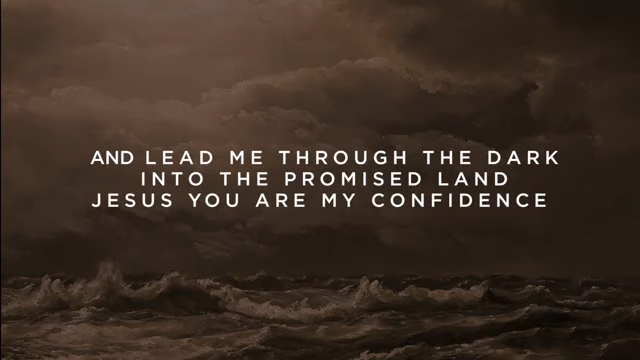 AND LEAD ME THROUGH THE DARK
INTO THE PROMISED LAND
JESUS YOU ARE MY CONFIDENCE